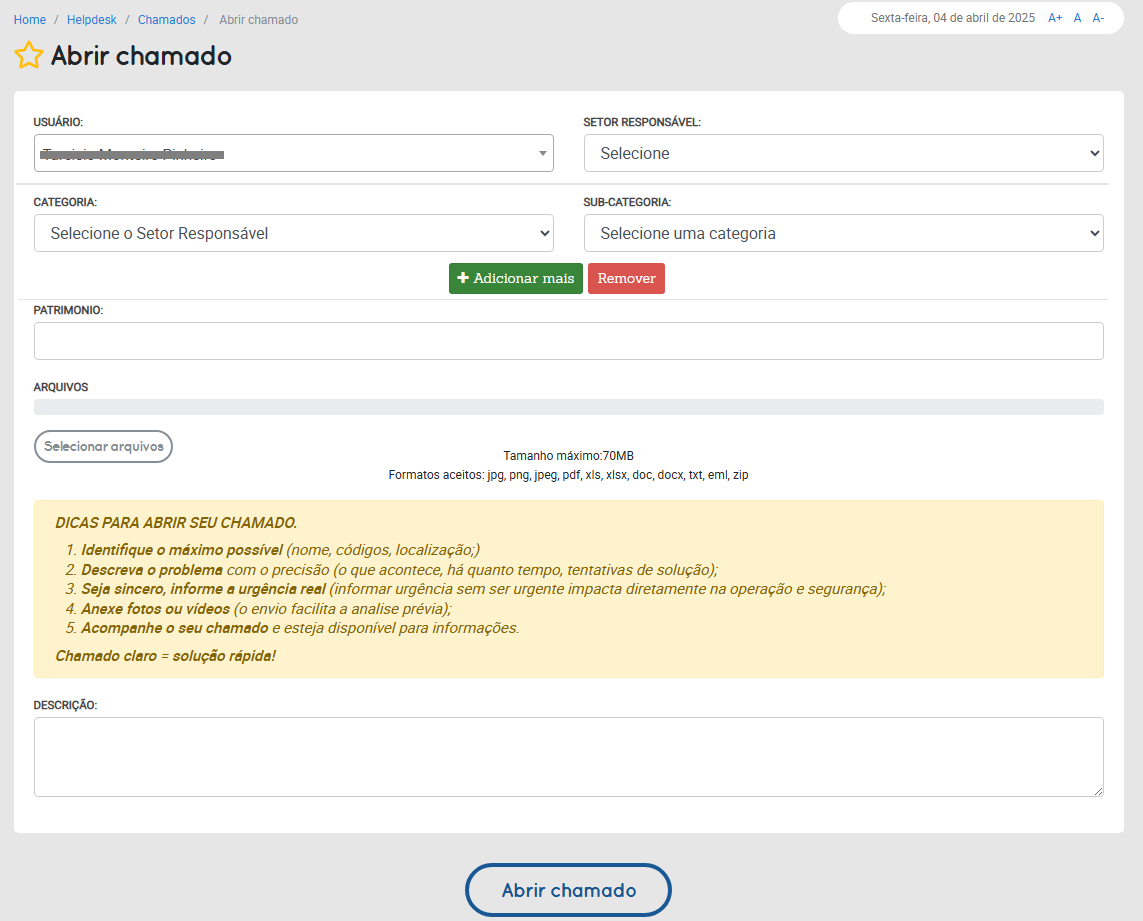 Home / Helpdesk / Chamados / Abrir chamado
Sexta-feira, 04 de abril de 2025 A+ A A-
Abrir chamado
USUÁRIO:
SETOR RESPONSÁVEL:
Selecione
CATEGORIA:
SUB-CATEGORIA:
Selecione o Setor Responsável
Selecione uma categoria
Adicionar mais
Remover
PATRIMONIO:
ARQUIVOS
Selecionar arquivos
Tamanho máximo:70MB
Formatos aceitos: jpg, png, jpeg, pdf, xls, xlsx, doc, docx, txt, eml, zip
DICAS PARA ABRIR SEU CHAMADO.
1. Identifique o máximo possível (nome, códigos, localização;)
2. Descreva o problema com o precisão (o que acontece, há quanto tempo, tentativas de solução);
3. Seja sincero, informe a urgência real (informar urgência sem ser urgente impacta diretamente na operação e segurança);
4. Anexe fotos ou vídeos (o envio facilita a analise prévia);
5. Acompanhe o seu chamado e esteja disponível para informações.
Chamado claro = solução rápida!
DESCRIÇÃO:
Abrir chamado